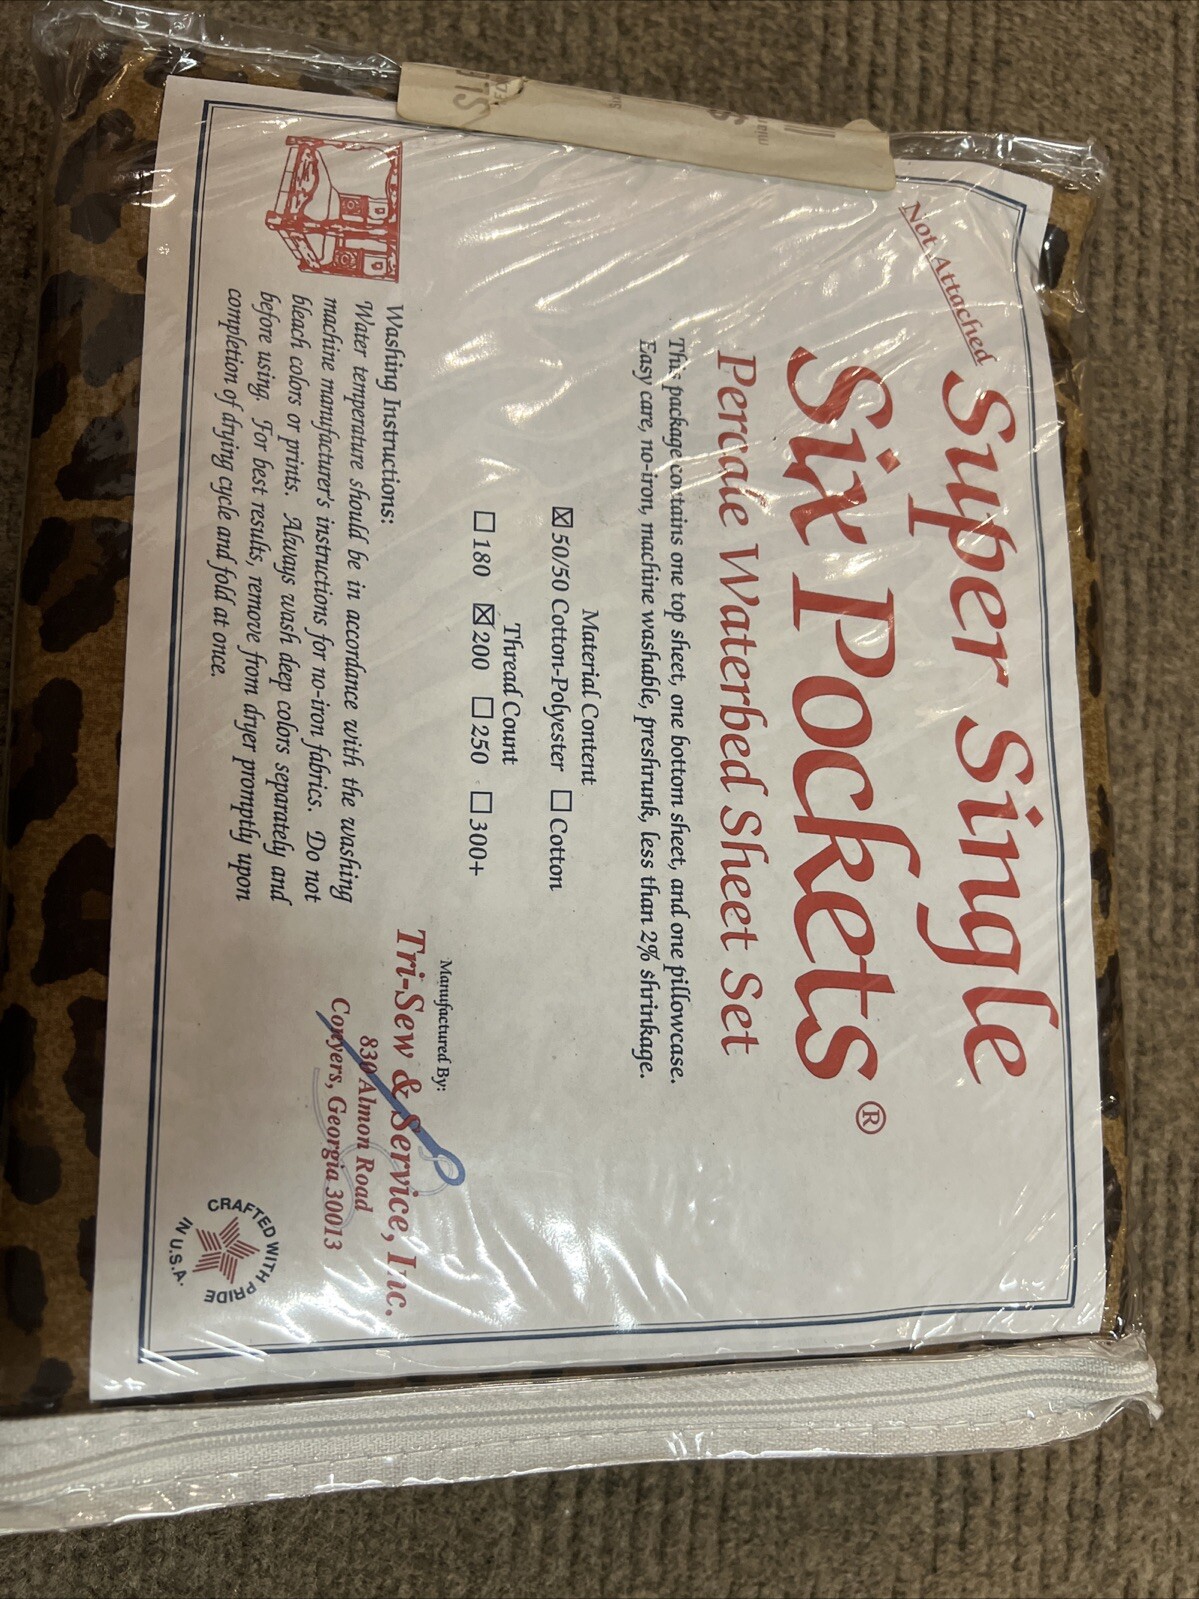 Not Attached
Super Single
Six Pockets®
Percale Waterbed Sheet Set
This package contains one top sheet, one bottom sheet, and one pillowcase.
Easy care, no-iron, machine washable, preshrunk, less than 2% shrinkage.
Material Content
☒ 50/50 Cotton-Polyester ☐ Cotton
Thread Count
☐ 180 ☒ 200 ☐ 250 ☐ 300+
Washing Instructions:
Water temperature should be in accordance with the washing
machine manufacturer's instructions for no-iron fabrics. Do not
bleach colors or prints. Always wash deep colors separately and
before using. For best results, remove from dryer promptly upon
completion of drying cycle and fold at once.
Manufactured By:
Tri-Sew & Service, Inc.
830 Almon Road
Conyers, Georgia 30013
CRAFTED WITH PRIDE
IN U.S.A.